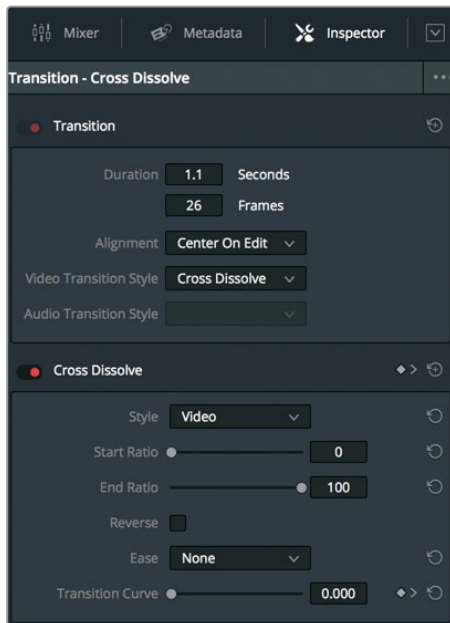 Mixer Metadata Inspector
Transition - Cross Dissolve
Transition
Duration 1.1 Seconds
26 Frames
Alignment Center On Edit
Video Transition Style Cross Dissolve
Audio Transition Style
Cross Dissolve
Style Video
Start Ratio 0
End Ratio 100
Reverse
Ease None
Transition Curve 0.000